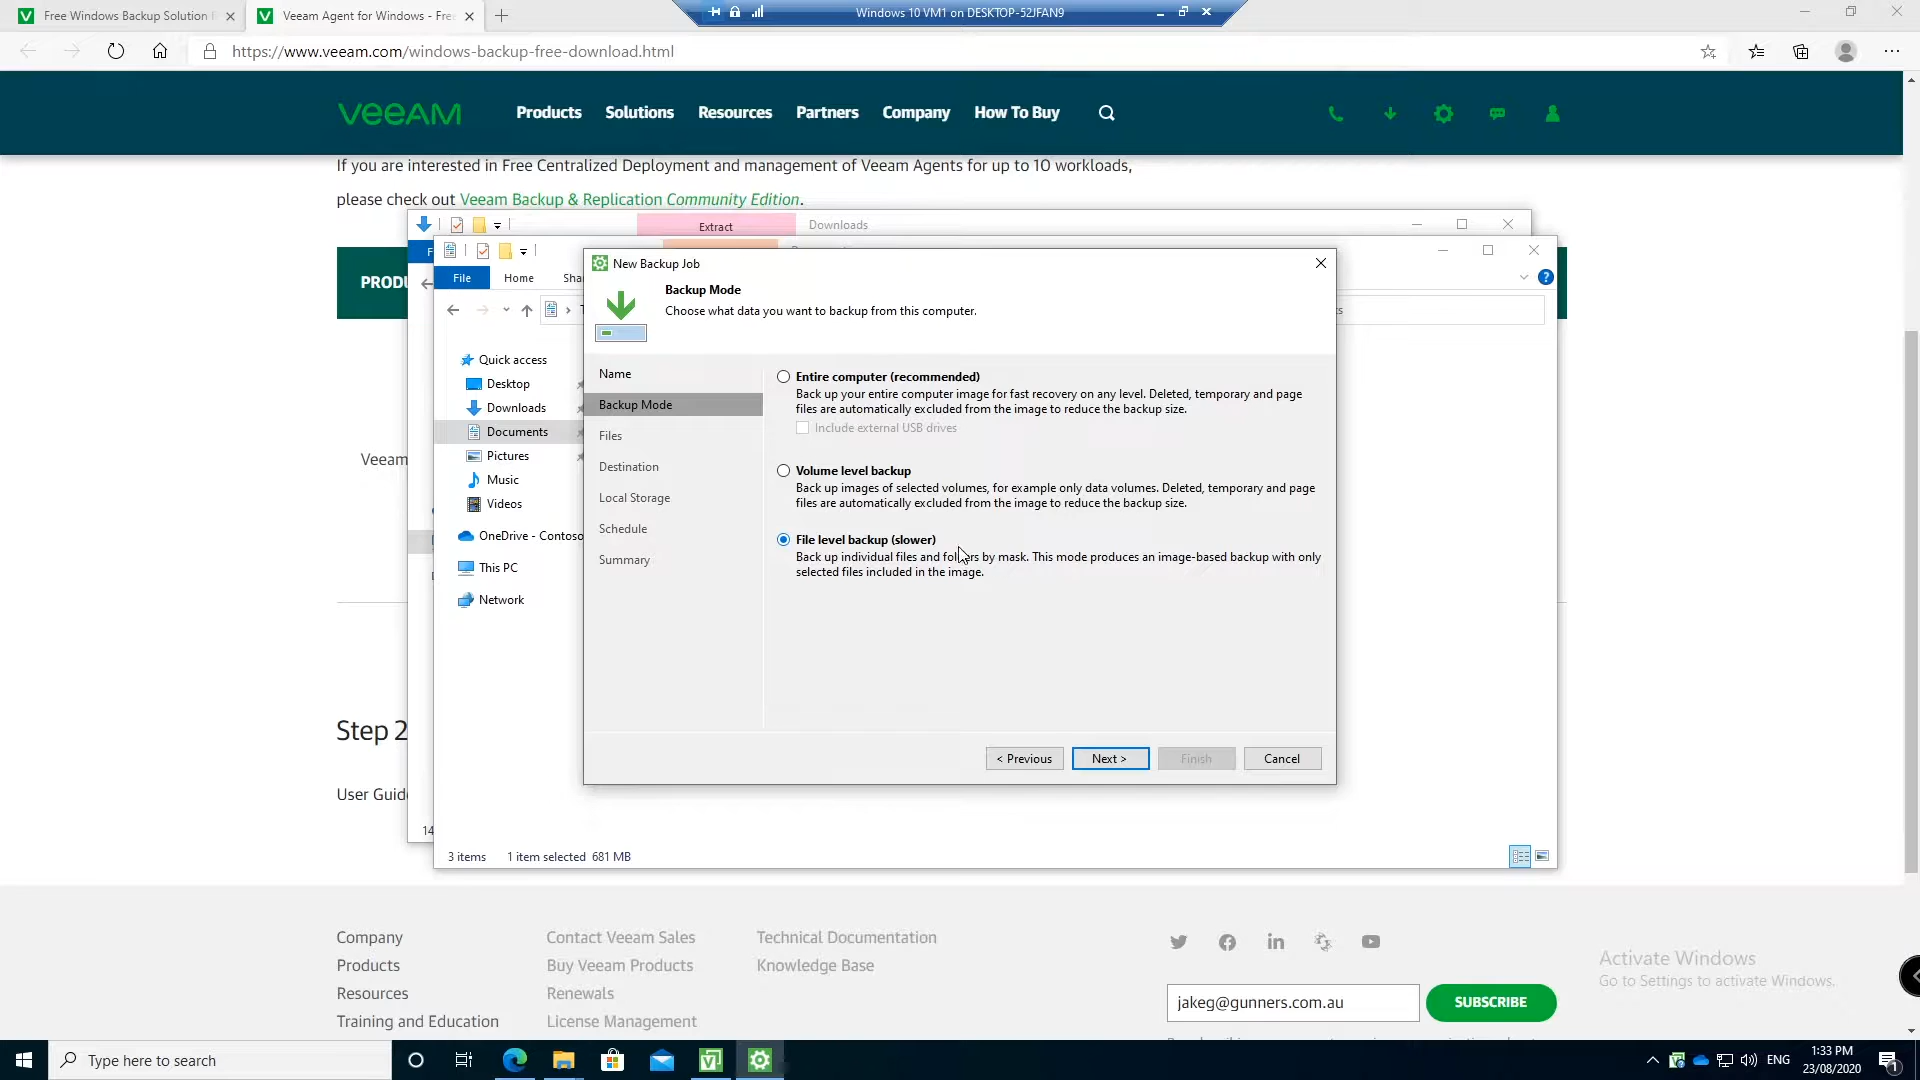 Free Windows Backup Solution
Veeam Agent for Windows - Fre
Windows 10 VM1 on DESKTOP-52JFAN9
https://www.veeam.com/windows-backup-free-download.html
VEEAM
Products
Solutions
Resources
Partners
Company
How To Buy
If you are interested in Free Centralized Deployment and management of Veeam Agents for up to 10 workloads,
please check out Veeam Backup & Replication Community Edition.
Extract
Downloads
PRODU
File
Home
Sha
Quick access
Desktop
Downloads
Documents
Pictures
Music
Videos
OneDrive - Contoso
This PC
Network
Veeam
New Backup Job
Backup Mode
Choose what data you want to backup from this computer.
Name
Backup Mode
Files
Destination
Local Storage
Schedule
Summary
Entire computer (recommended)
Back up your entire computer image for fast recovery on any level. Deleted, temporary and page
files are automatically excluded from the image to reduce the backup size.
Include external USB drives
Volume level backup
Back up images of selected volumes, for example only data volumes. Deleted, temporary and page
files are automatically excluded from the image to reduce the backup size.
File level backup (slower)
Back up individual files and folders by mask. This mode produces an image-based backup with only
selected files included in the image.
< Previous
Next >
Finish
Cancel
Step 2
User Guide
14
3 items
1 item selected 681 MB
Company
Products
Resources
Training and Education
Contact Veeam Sales
Buy Veeam Products
Renewals
License Management
Technical Documentation
Knowledge Base
jakeg@gunners.com.au
SUBSCRIBE
Activate Windows
Go to Settings to activate Windows.
Type here to search
ENG
1:33 PM
23/08/2020
1